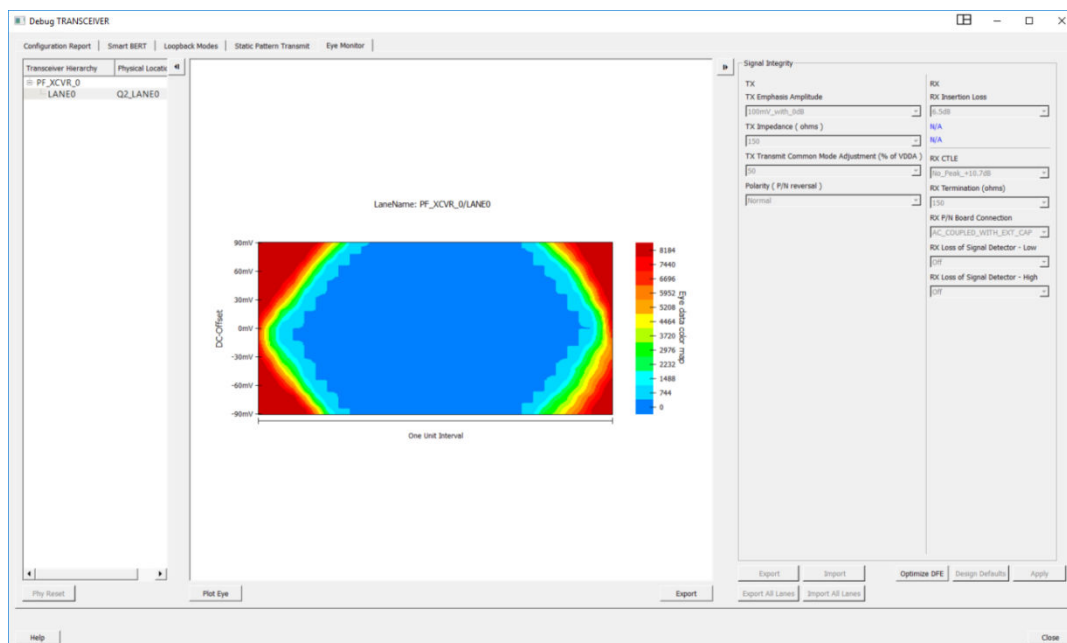 Debug TRANSCEIVER
Configuration Report
Smart BERT
Loopback Modes
Static Pattern Transmit
Eye Monitor
Transceiver Hierarchy
Physical Locatio
PF_XCVR_0
LANE0
Q2_LANE0
Phy Reset
LaneName: PF_XCVR_0/LANE0
DC-Offset
90mV
60mV
30mV
0mV
-30mV
-60mV
-90mV
One Unit Interval
8184
7440
6696
5952
5208
4464
3720
2976
2232
1488
744
0
Eye data color map
Plot Eye
Export
Signal Integrity
TX
TX Emphasis Amplitude
100mV_with_0dB
TX Impedance ( ohms )
150
TX Transmit Common Mode Adjustment (% of VDDA )
50
Polarity ( P/N reversal )
Normal
RX
RX Insertion Loss
6.5dB
N/A
N/A
RX CTLE
No_Peak_+10.7dB
RX Termination (ohms)
150
RX P/N Board Connection
AC_COUPLED_WITH_EXT_CAP
RX Loss of Signal Detector - Low
Off
RX Loss of Signal Detector - High
Off
Export
Import
Optimize DFE
Design Defaults
Apply
Export All Lanes
Import All Lanes
Help
Close